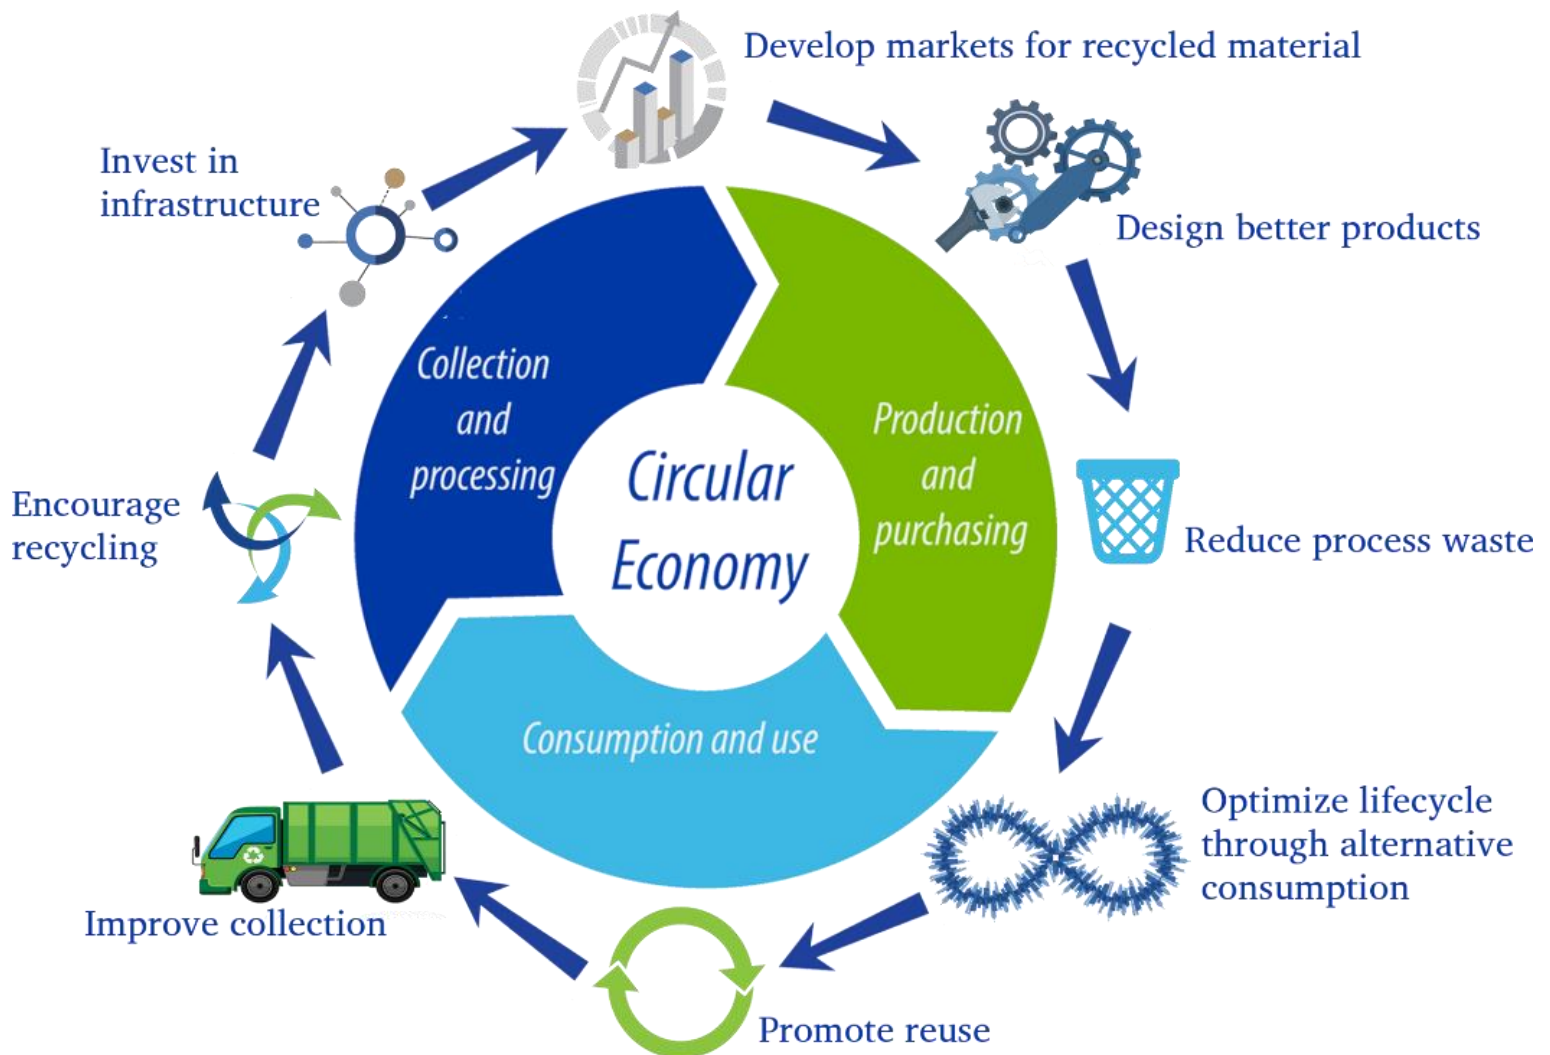 Develop markets for recycled material
Invest in
infrastructure
Design better products
Collection
and
processing
Production
and
purchasing
Circular
Economy
Encourage
recycling
Reduce process waste
Consumption and use
Optimize lifecycle
through alternative
consumption
Improve collection
Promote reuse